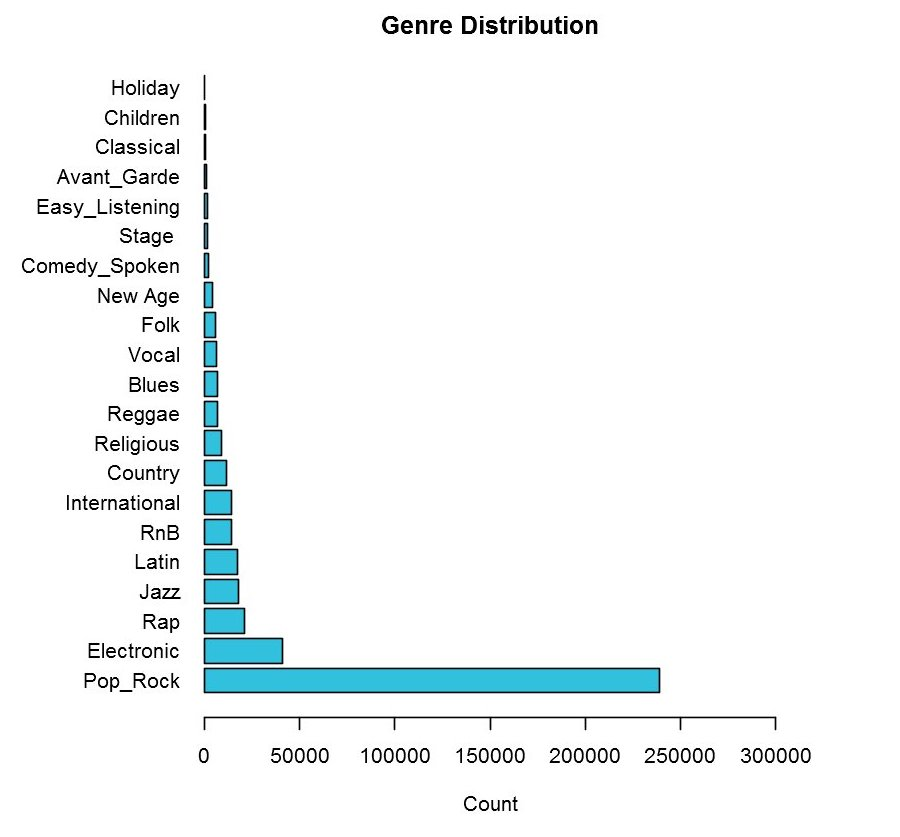 Genre Distribution
Holiday
Children
Classical
Avant_Garde
Easy_Listening
Stage
Comedy_Spoken
New Age
Folk
Vocal
Blues
Reggae
Religious
Country
International
RnB
Latin
Jazz
Rap
Electronic
Pop_Rock
0 50000 100000 150000 200000 250000 300000
Count